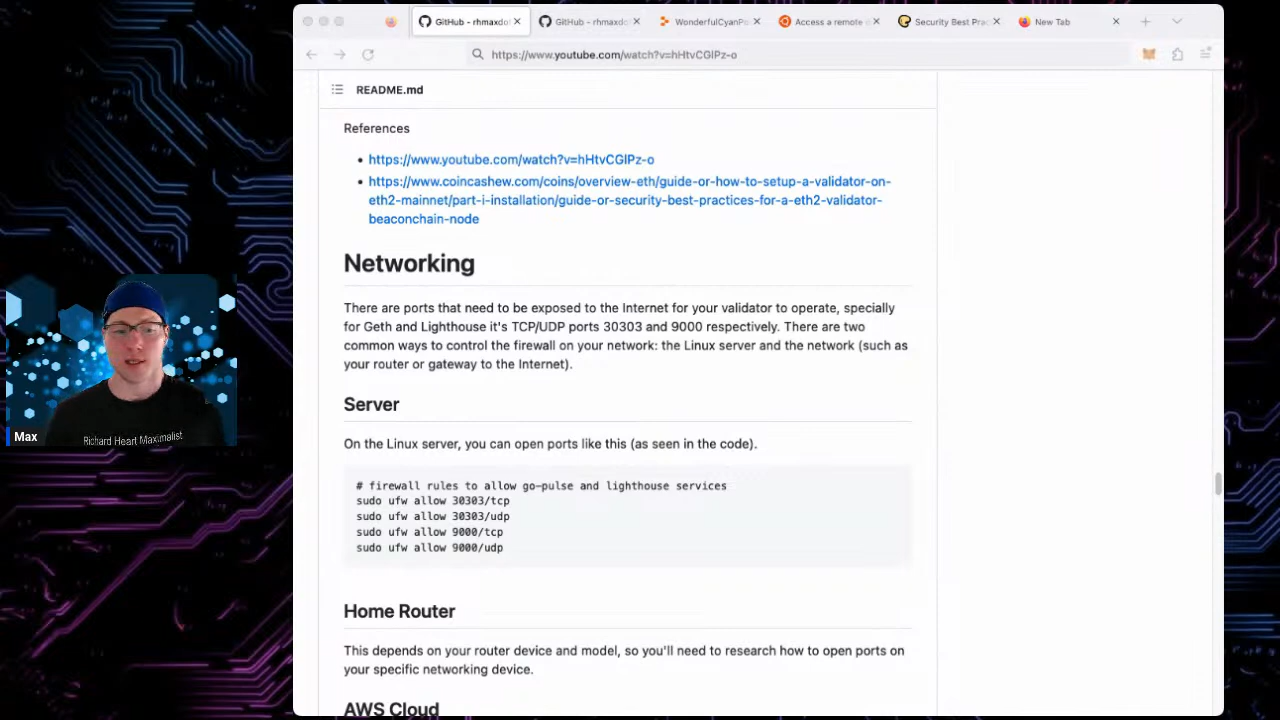 GitHub - rhmaxdo
GitHub - rhmaxdo
WonderfulCyanPo
Access a remote
Security Best Prac
New Tab
https://www.youtube.com/watch?v=hHtvCGlPz-o
README.md
References
https://www.youtube.com/watch?v=hHtvCGlPz-o
https://www.coincashew.com/coins/overview-eth/guide-or-how-to-setup-a-validator-on-
eth2-mainnet/part-i-installation/guide-or-security-best-practices-for-a-eth2-validator-
beaconchain-node
Networking
There are ports that need to be exposed to the Internet for your validator to operate, specially
for Geth and Lighthouse it's TCP/UDP ports 30303 and 9000 respectively. There are two
common ways to control the firewall on your network: the Linux server and the network (such as
your router or gateway to the Internet).
Server
On the Linux server, you can open ports like this (as seen in the code).
# firewall rules to allow go-pulse and lighthouse services
sudo ufw allow 30303/tcp
sudo ufw allow 30303/udp
sudo ufw allow 9000/tcp
sudo ufw allow 9000/udp
Home Router
This depends on your router device and model, so you'll need to research how to open ports on
your specific networking device.
AWS Cloud
Max
Richard Heart Maximalist